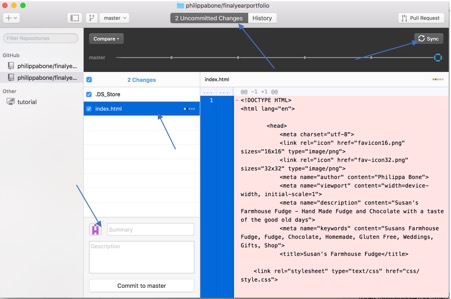 philippabone/finalyearportfolio
master
2 Uncommitted Changes
History
Pull Request
Filter Repositories
Compare
Sync
GitHub
master
philippabone/finalye...
philippabone/finalye...
Other
tutorial
2 Changes
.DS_Store
index.html
index.html
... ... @@ -1 +1 @@
1 -<!DOCTYPE HTML>
<html lang="en">
<head>
<meta charset="utf-8">
<link rel="icon" href="favicon16.png"
sizes="16x16" type="image/png">
<link rel="icon" href="fav-icon32.png"
sizes="32x32" type="image/png">
<meta name="author" content="Philippa Bone">
<meta name="viewport" content="width=device-
width, initial-scale=1">
<meta name="description" content="Susan's
Farmhouse Fudge - Hand Made Fudge and Chocolate with a taste
of the good old days">
<meta name="keywords" content="Susans Farmhouse
Fudge, Fudge, Chocolate, Homemade, Gluten Free, Weddings,
Gifts, Shop">
<title>Susan's Farmhouse Fudge</title>
<link rel="stylesheet" type="text/css" href="css/
style.css">
Summary
Description
Commit to master